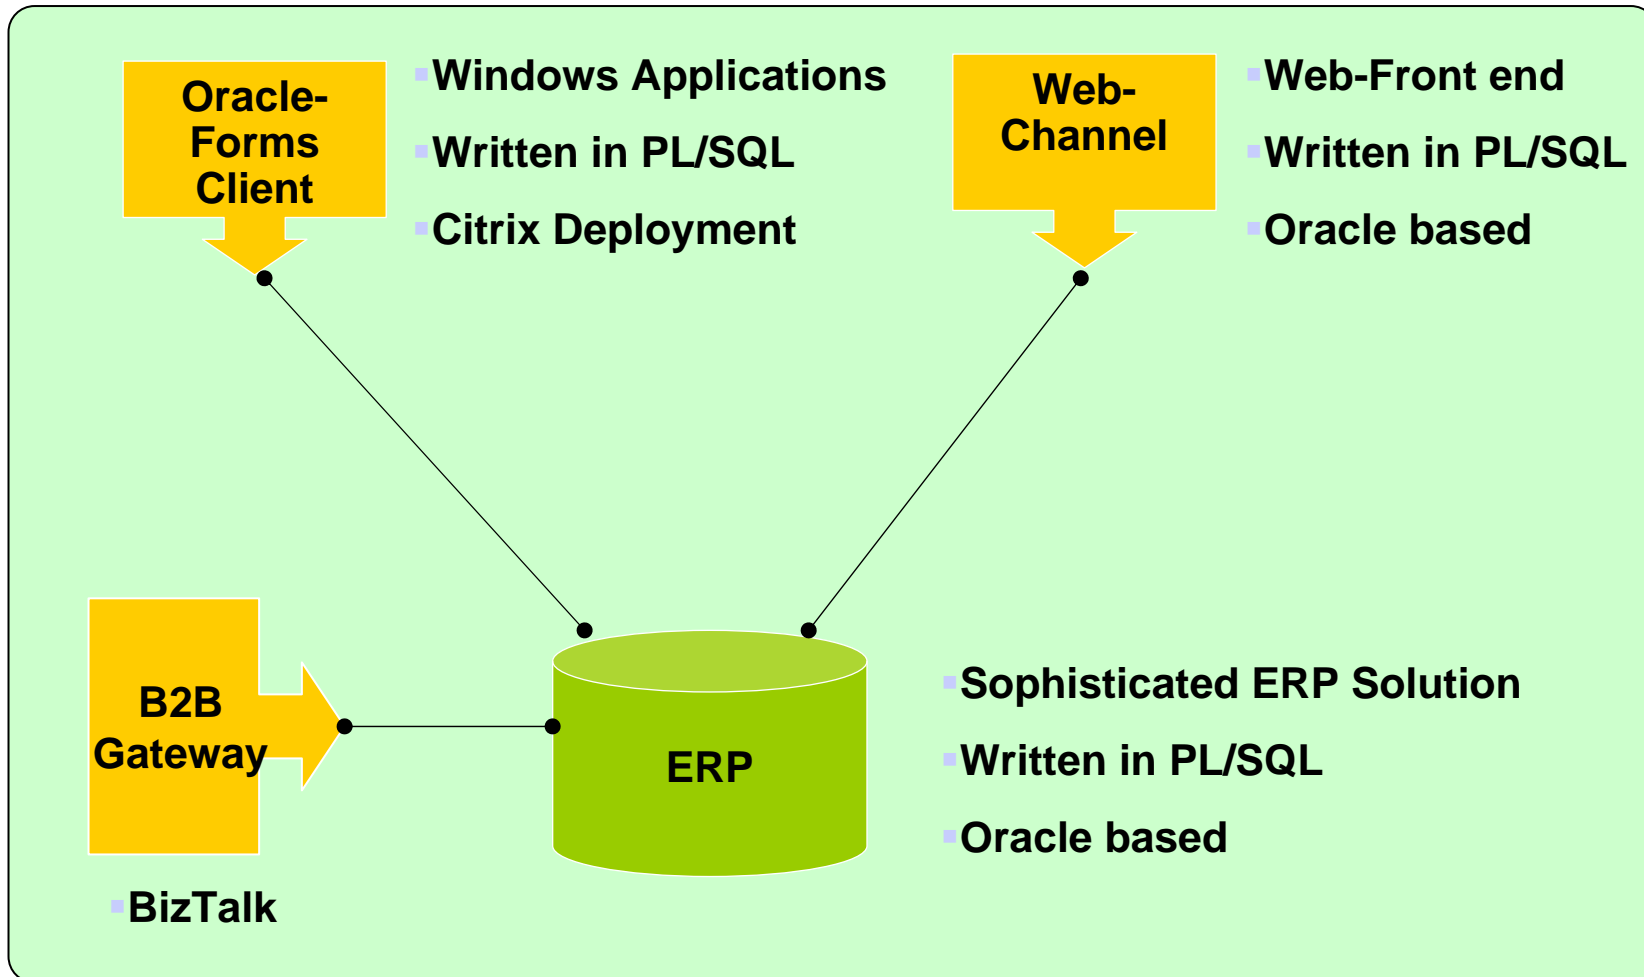 Oracle-
Forms
Client
Windows Applications
Written in PL/SQL
Citrix Deployment
Web-
Channel
Web-Front end
Written in PL/SQL
Oracle based
B2B
Gateway
BizTalk
ERP
Sophisticated ERP Solution
Written in PL/SQL
Oracle based